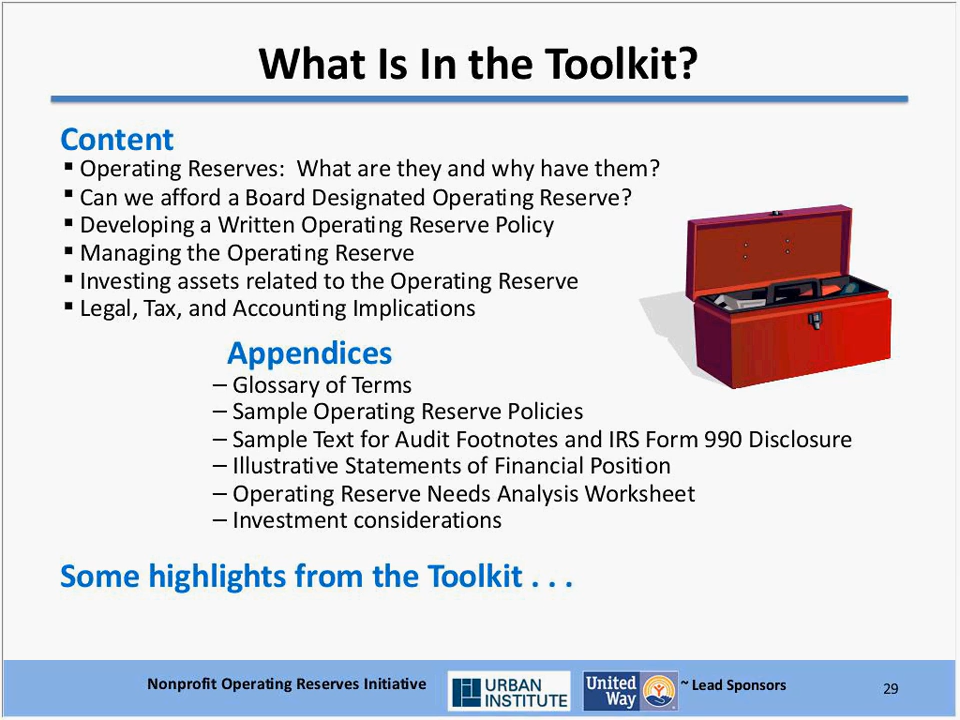 What Is In the Toolkit?
Content
▪ Operating Reserves:  What are they and why have them?
▪ Can we afford a Board Designated Operating Reserve?
▪ Developing a Written Operating Reserve Policy
▪ Managing the Operating Reserve
▪ Investing assets related to the Operating Reserve
▪ Legal, Tax, and Accounting Implications
Appendices
– Glossary of Terms
– Sample Operating Reserve Policies
– Sample Text for Audit Footnotes and IRS Form 990 Disclosure
– Illustrative Statements of Financial Position
– Operating Reserve Needs Analysis Worksheet
– Investment considerations
Some highlights from the Toolkit . . .
Nonprofit Operating Reserves Initiative
URBAN
INSTITUTE
United
Way
~ Lead Sponsors
29